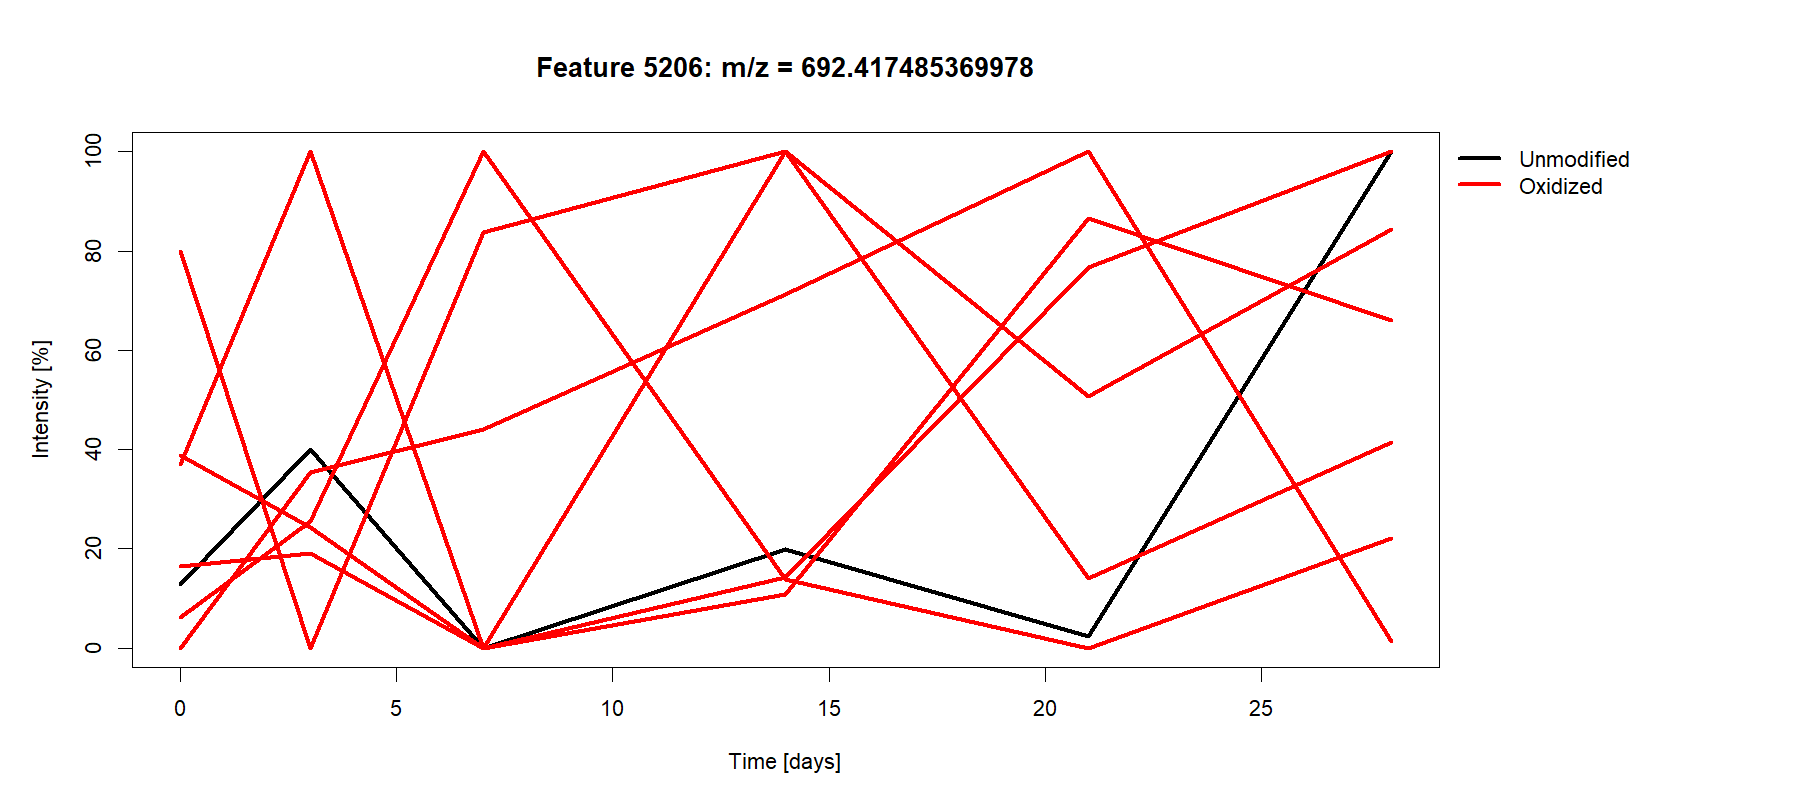 Feature 5206: m/z = 692.417485369978
Unmodified
Oxidized
Intensity [%]
100
80
60
40
20
0
0 5 10 15 20 25
Time [days]